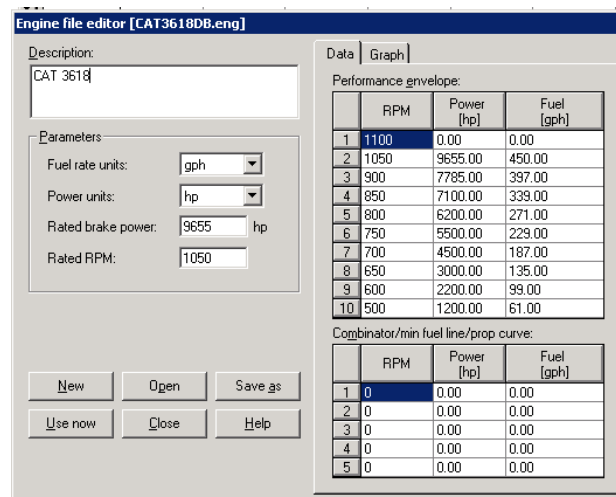 Engine file editor [CAT3618DB.eng]
Description:
CAT 3618
Parameters
Fuel rate units: gph
Power units: hp
Rated brake power: 9655 hp
Rated RPM: 1050
New Open Save as
Use now Close Help
Data Graph
Performance envelope:
RPM Power [hp] Fuel [gph]
1 1100 0.00 0.00
2 1050 9655.00 450.00
3 900 7785.00 397.00
4 850 7100.00 339.00
5 800 6200.00 271.00
6 750 5500.00 229.00
7 700 4500.00 187.00
8 650 3000.00 135.00
9 600 2200.00 99.00
10 500 1200.00 61.00
Combinator/min fuel line/prop curve:
RPM Power [hp] Fuel [gph]
1 0 0.00 0.00
2 0 0.00 0.00
3 0 0.00 0.00
4 0 0.00 0.00
5 0 0.00 0.00